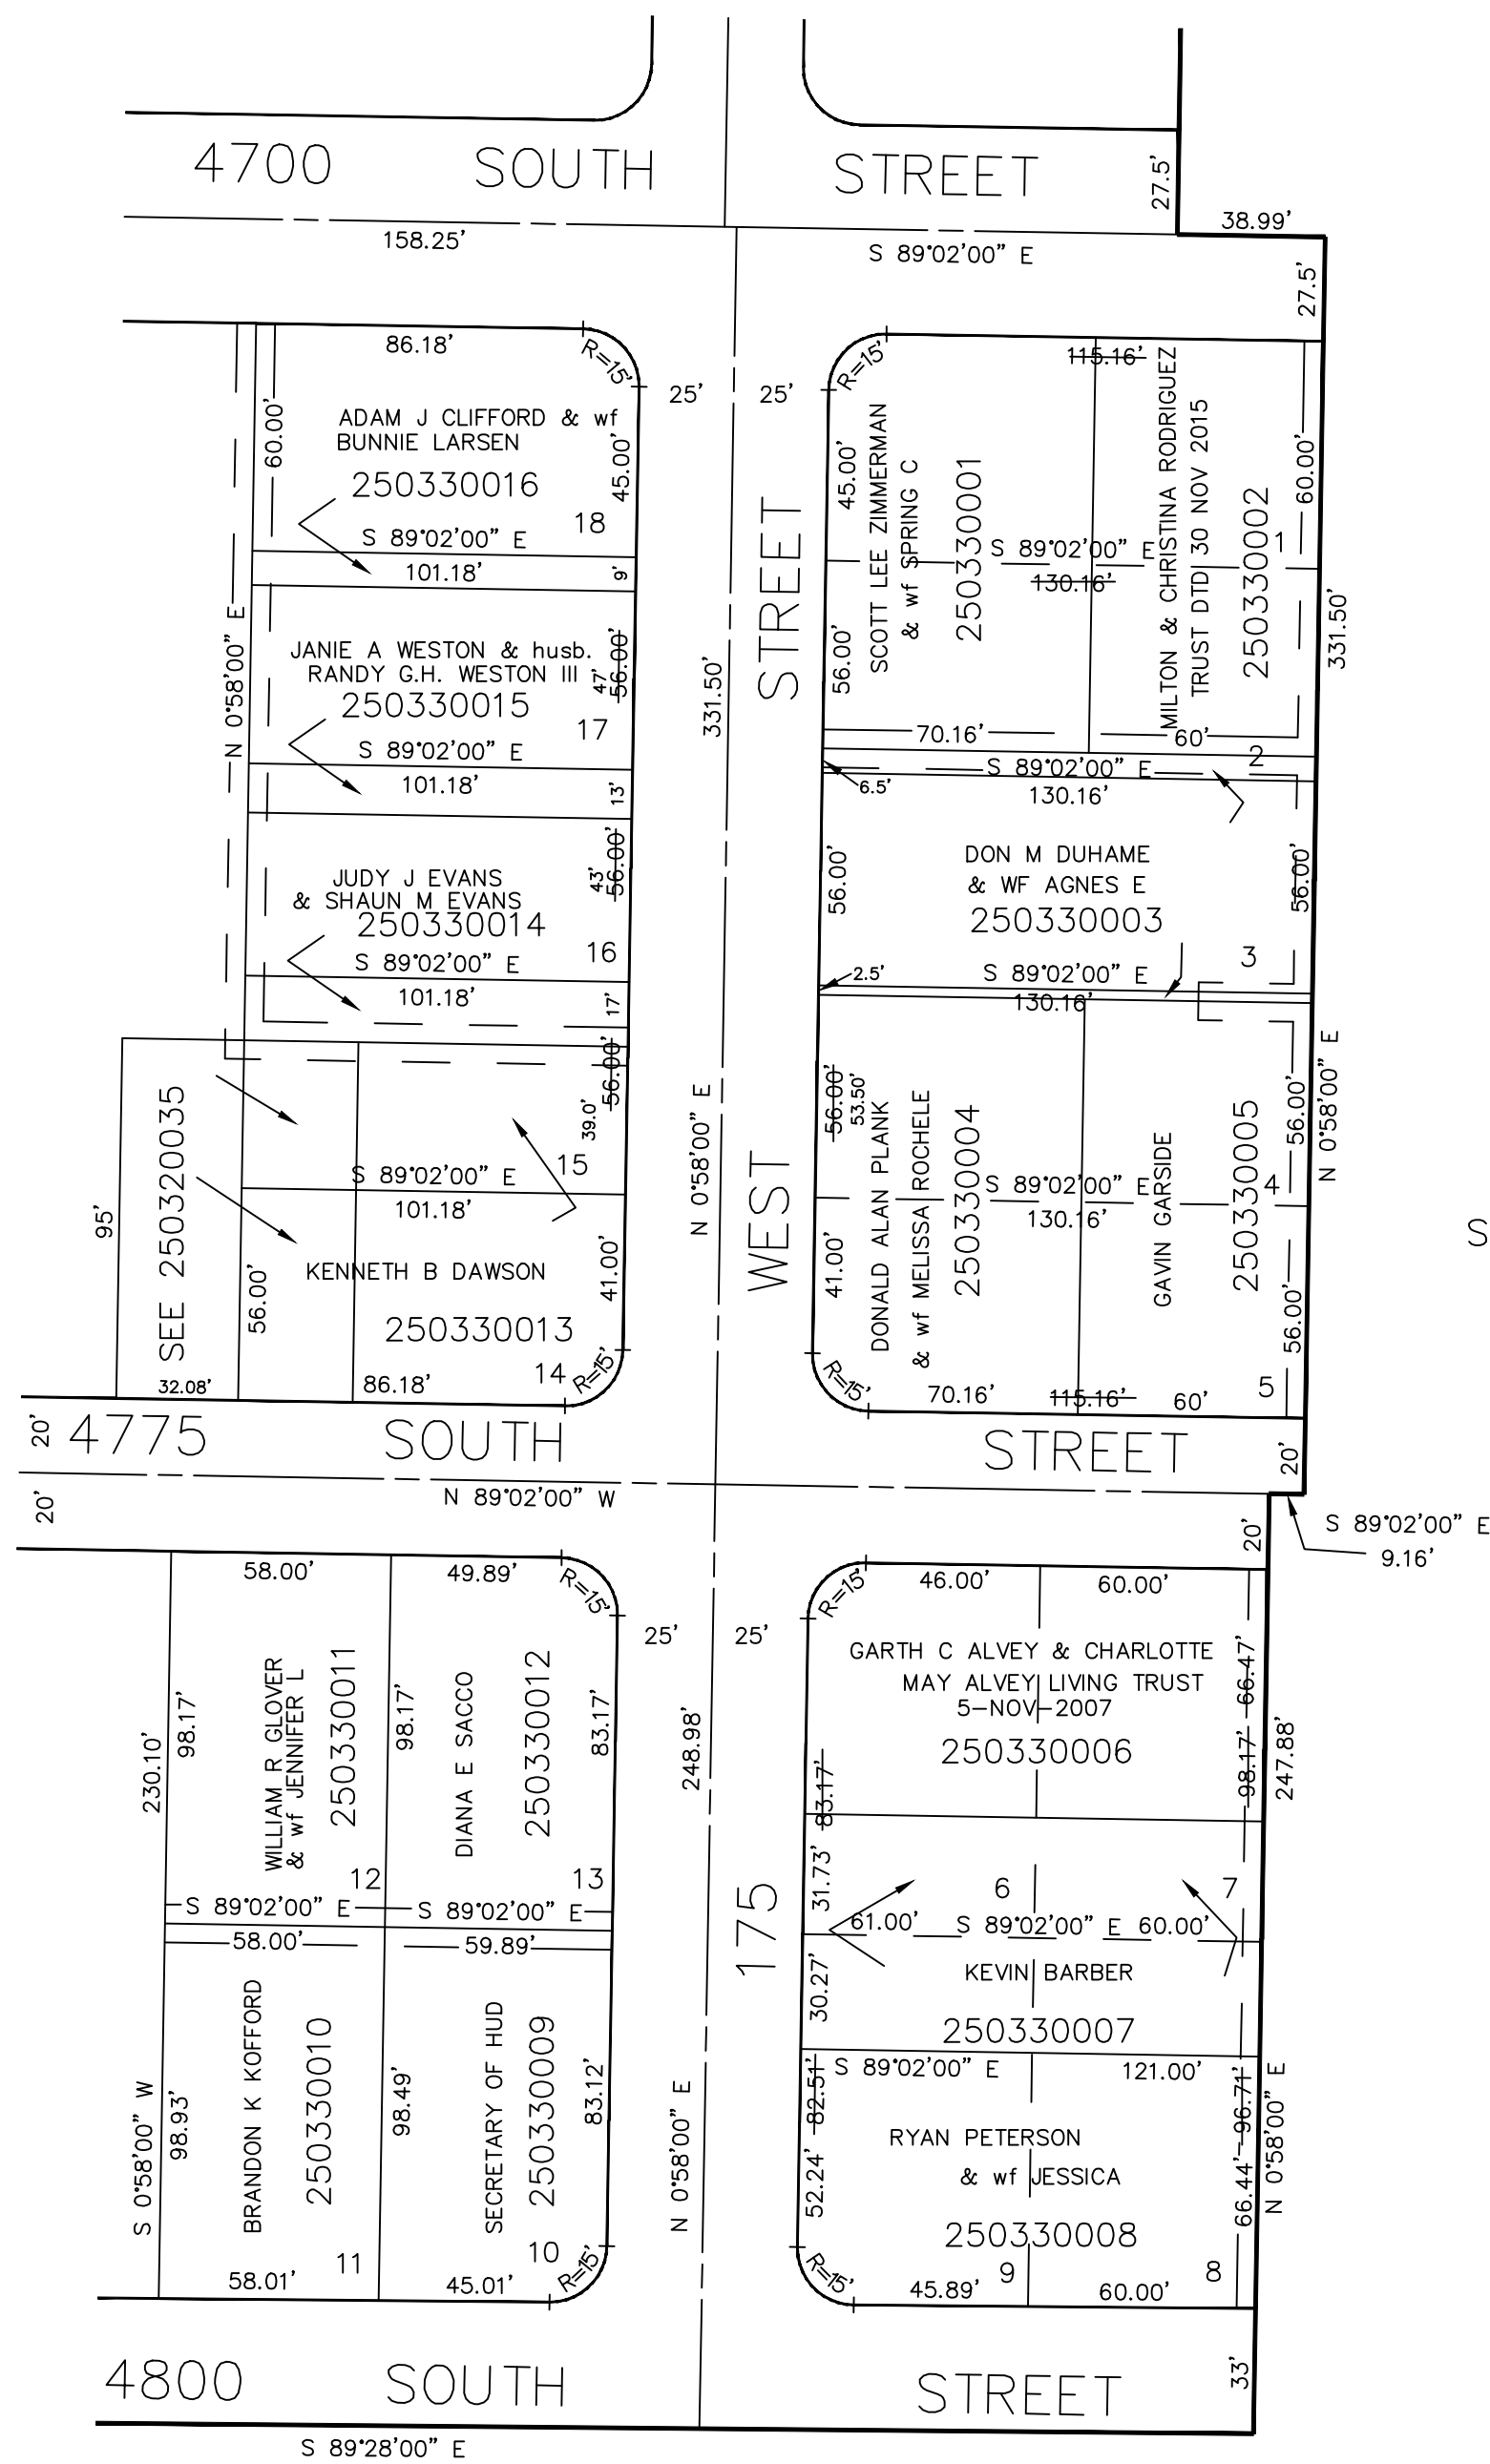 4700 SOUTH STREET
27.5'
38.99'
158.25'
S 89°02'00" E
27.5'
86.18'
R=15'
25'
25'
R=15'
115.16'
ADAM J CLIFFORD & wf
BUNNIE LARSEN
250330016
60.00'
45.00'
18
S 89°02'00" E
101.18'
9'
N 0°58'00" E
JANIE A WESTON & husb.
RANDY G.H. WESTON III
250330015
47'
56.00'
17
S 89°02'00" E
101.18'
13'
JUDY J EVANS
& SHAUN M EVANS
250330014
43'
56.00'
16
S 89°02'00" E
101.18'
17'
56.00'
39.0'
15
S 89°02'00" E
101.18'
SEE 250320035
95'
56.00'
KENNETH B DAWSON
250330013
41.00'
14
R=15'
32.08'
86.18'
331.50'
N 0°58'00" E
175 WEST STREET
45.00'
SCOTT LEE ZIMMERMAN
& wf SPRING C
250330001
MILTON & CHRISTINA RODRIGUEZ
TRUST DTD 30 NOV 2015
250330002
60.00'
1
S 89°02'00" E
130.16'
56.00'
331.50'
70.16'
60'
2
S 89°02'00" E
6.5'
130.16'
DON M DUHAME
& WF AGNES E
250330003
56.00'
56.00'
3
2.5'
S 89°02'00" E
130.16'
56.00'
53.50'
DONALD ALAN PLANK
& wf MELISSA ROCHELE
250330004
GAVIN GARSIDE
250330005
56.00'
N 0°58'00" E
S 89°02'00" E
4
130.16'
41.00'
56.00'
S
R=15'
70.16'
115.16'
60'
5
20'
4775 SOUTH STREET
20'
20'
N 89°02'00" W
S 89°02'00" E
9.16'
20'
58.00'
49.89'
R=15'
25'
25'
R=15'
46.00'
60.00'
WILLIAM R GLOVER
& wf JENNIFER L
250330011
98.17'
230.10'
12
DIANA E SACCO
250330012
98.17'
83.17'
13
248.98'
GARTH C ALVEY & CHARLOTTE
MAY ALVEY LIVING TRUST
5-NOV-2007
250330006
66.47'
98.17'
247.88'
83.17'
31.73'
6
7
S 89°02'00" E
S 89°02'00" E
58.00'
59.89'
61.00'
S 89°02'00" E
60.00'
30.27'
KEVIN BARBER
250330007
S 89°02'00" E
121.00'
BRANDON K KOFFORD
250330010
98.93'
S 0°58'00" W
11
58.01'
SECRETARY OF HUD
250330009
98.49'
83.12'
10
45.01'
R=15'
N 0°58'00" E
82.51'
52.24'
RYAN PETERSON
& wf JESSICA
250330008
96.71'
66.44'
N 0°58'00" E
R=15'
45.89'
9
60.00'
8
4800 SOUTH STREET
33'
S 89°28'00" E